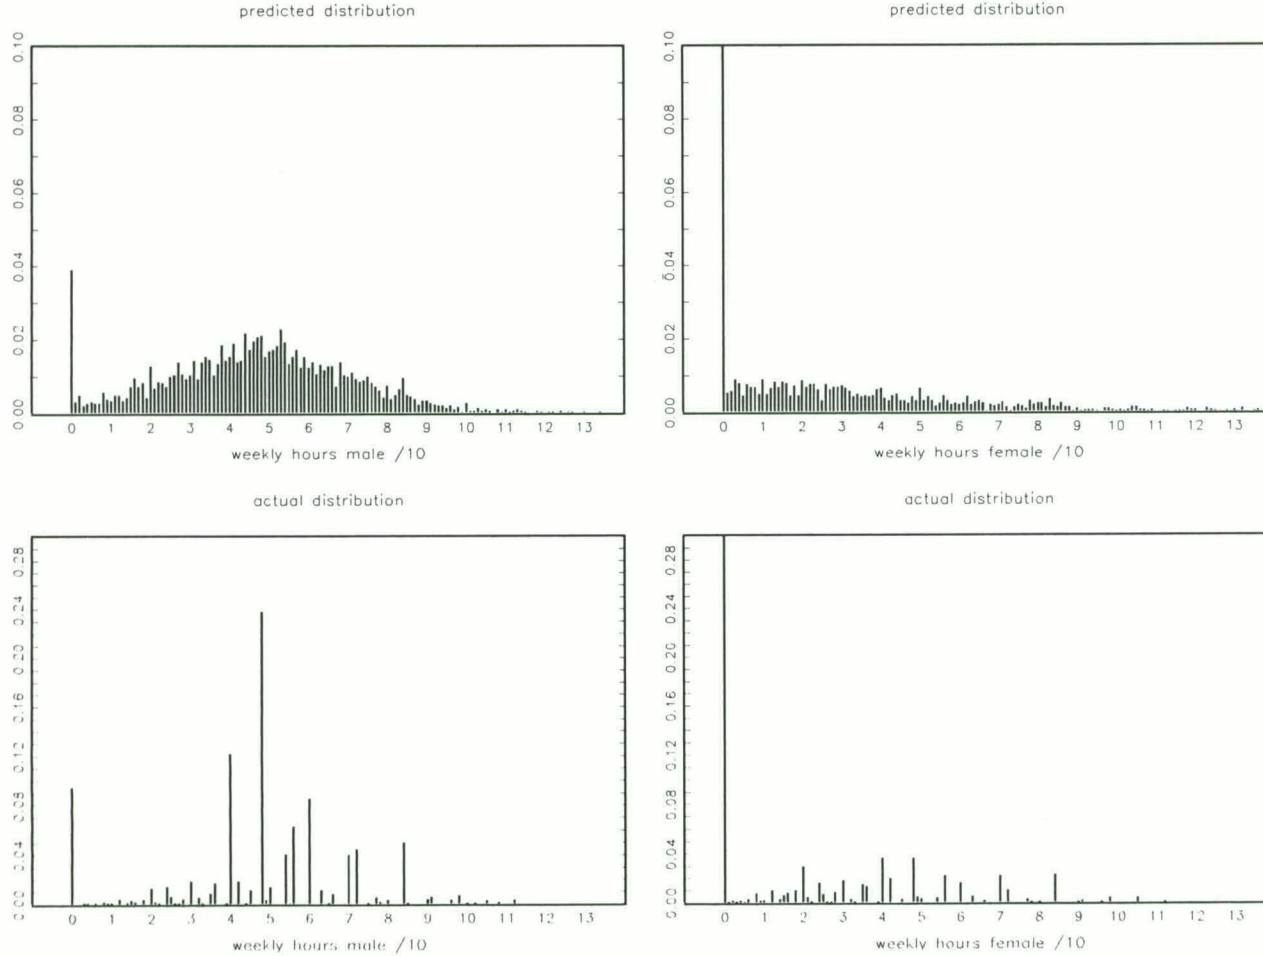 predicted distribution
0.10
0.08
0.06
0.04
0.02
0.00
0 1 2 3 4 5 6 7 8 9 10 11 12 13
weekly hours male /10
predicted distribution
0.10
0.08
0.06
0.04
0.02
0.00
0 1 2 3 4 5 6 7 8 9 10 11 12 13
weekly hours female /10
actual distribution
0.28
0.24
0.20
0.16
0.12
0.08
0.04
0.00
0 1 2 3 4 5 6 7 8 9 10 11 12 13
weekly hours male /10
actual distribution
0.28
0.24
0.20
0.16
0.12
0.08
0.04
0.00
0 1 2 3 4 5 6 7 8 9 10 11 12 13
weekly hours female /10